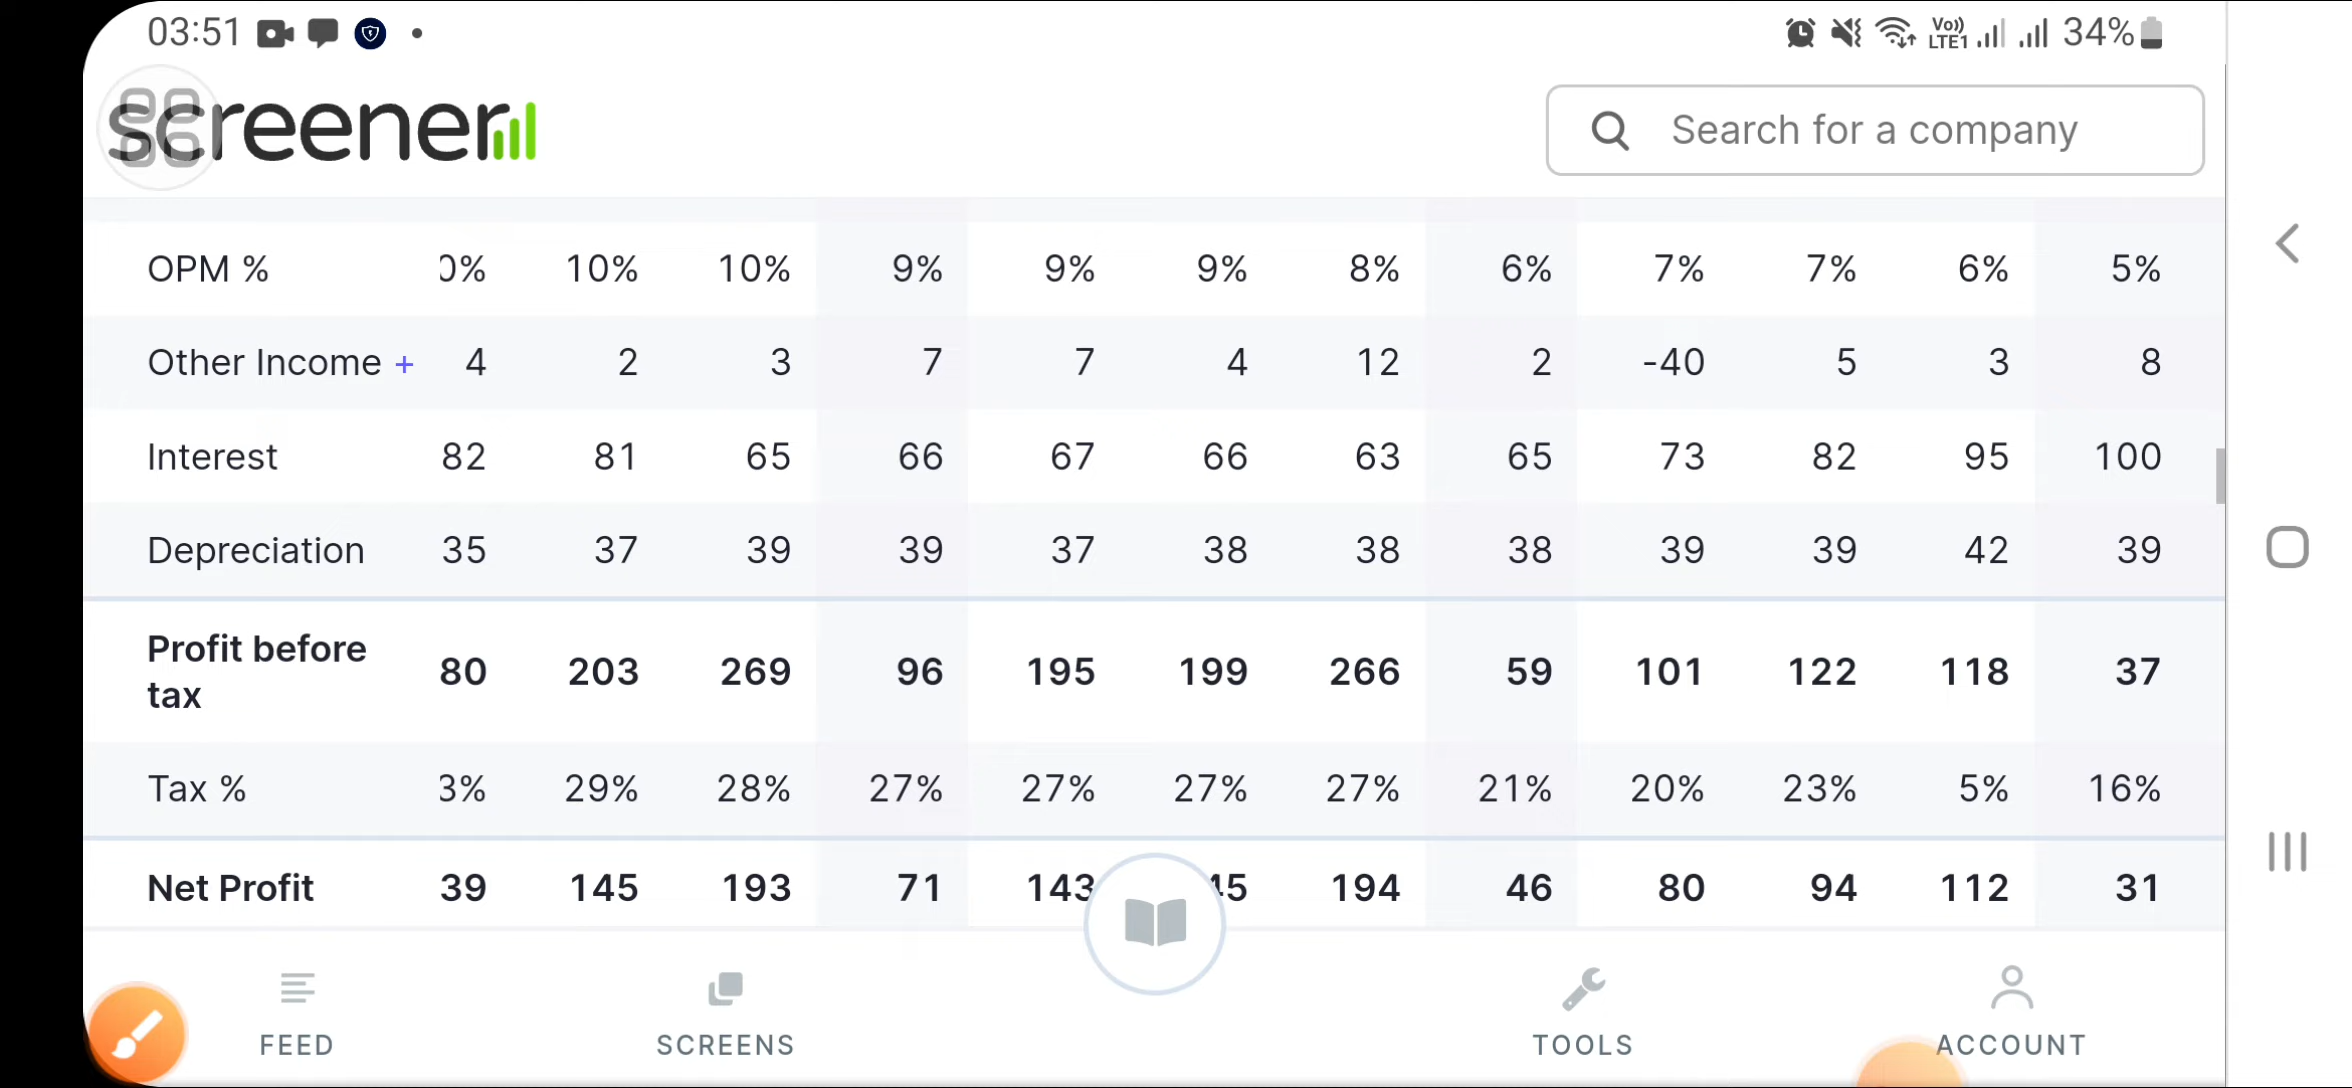 03:51 Vo)) LTE1 34%
screener
Search for a company
OPM % 0% 10% 10% 9% 9% 9% 8% 6% 7% 7% 6% 5%
Other Income + 4 2 3 7 7 4 12 2 -40 5 3 8
Interest 82 81 65 66 67 66 63 65 73 82 95 100
Depreciation 35 37 39 39 37 38 38 38 39 39 42 39
Profit before tax 80 203 269 96 195 199 266 59 101 122 118 37
Tax % 3% 29% 28% 27% 27% 27% 27% 21% 20% 23% 5% 16%
Net Profit 39 145 193 71 143 45 194 46 80 94 112 31
FEED SCREENS TOOLS ACCOUNT